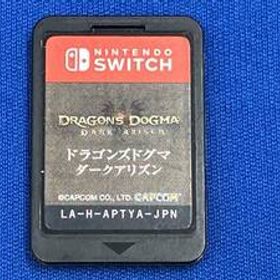 NINTENDO
SWITCH
DRAGON'S DOGMA
DARK ARISEN
ドラゴンズドグマ
ダークアリズン
©CAPCOM CO., LTD. CAPCOM
LA-H-APTYA-JPN